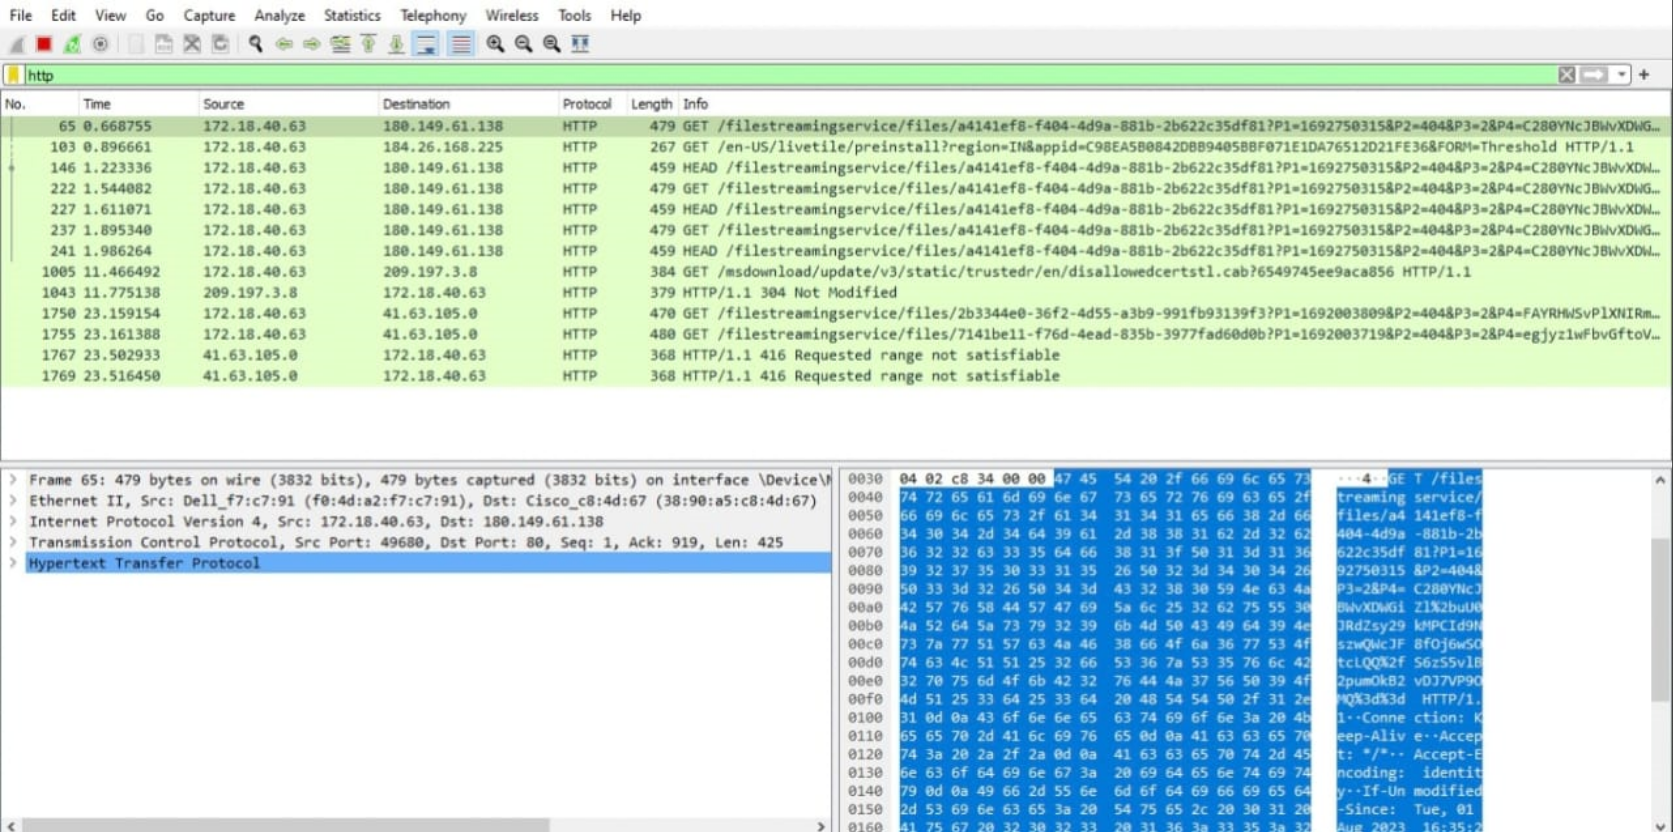 File Edit View Go Capture Analyze Statistics Telephony Wireless Tools Help
http
No. Time Source Destination Protocol Length Info
65 0.668755 172.18.40.63 180.149.61.138 HTTP 479 GET /filestreamingservice/files/a4141ef8-f404-4d9a-881b-2b622c35df81?P1=1692750315&P2=404&P3=2&P4=C280YNcJBWvXDWG…
103 0.896661 172.18.40.63 184.26.168.225 HTTP 267 GET /en-US/livetile/preinstall?region=IN&appid=C98EA5B0842DBB9405BBF071E1DA76512D21FE36&FORM=Threshold HTTP/1.1
146 1.223336 172.18.40.63 180.149.61.138 HTTP 459 HEAD /filestreamingservice/files/a4141ef8-f404-4d9a-881b-2b622c35df81?P1=1692750315&P2=404&P3=2&P4=C280YNcJBWvXDW…
222 1.544082 172.18.40.63 180.149.61.138 HTTP 479 GET /filestreamingservice/files/a4141ef8-f404-4d9a-881b-2b622c35df81?P1=1692750315&P2=404&P3=2&P4=C280YNcJBWvXDWG…
227 1.611071 172.18.40.63 180.149.61.138 HTTP 459 HEAD /filestreamingservice/files/a4141ef8-f404-4d9a-881b-2b622c35df81?P1=1692750315&P2=404&P3=2&P4=C280YNcJBWvXDW…
237 1.895340 172.18.40.63 180.149.61.138 HTTP 479 GET /filestreamingservice/files/a4141ef8-f404-4d9a-881b-2b622c35df81?P1=1692750315&P2=404&P3=2&P4=C280YNcJBWvXDWG…
241 1.986264 172.18.40.63 180.149.61.138 HTTP 459 HEAD /filestreamingservice/files/a4141ef8-f404-4d9a-881b-2b622c35df81?P1=1692750315&P2=404&P3=2&P4=C280YNcJBWvXDW…
1005 11.466492 172.18.40.63 209.197.3.8 HTTP 384 GET /msdownload/update/v3/static/trustedr/en/disallowedcertstl.cab?6549745ee9aca856 HTTP/1.1
1043 11.775138 209.197.3.8 172.18.40.63 HTTP 379 HTTP/1.1 304 Not Modified
1750 23.159154 172.18.40.63 41.63.105.0 HTTP 470 GET /filestreamingservice/files/2b3344e0-36f2-4d55-a3b9-991fb93139f3?P1=1692003809&P2=404&P3=2&P4=FAYRHWSvPlXNIRm…
1755 23.161388 172.18.40.63 41.63.105.0 HTTP 480 GET /filestreamingservice/files/7141be11-f76d-4ead-835b-3977fad60d0b?P1=1692003719&P2=404&P3=2&P4=egjyz1wFbvGftoV…
1767 23.502933 41.63.105.0 172.18.40.63 HTTP 368 HTTP/1.1 416 Requested range not satisfiable
1769 23.516450 41.63.105.0 172.18.40.63 HTTP 368 HTTP/1.1 416 Requested range not satisfiable
Frame 65: 479 bytes on wire (3832 bits), 479 bytes captured (3832 bits) on interface \Device\
Ethernet II, Src: Dell_f7:c7:91 (f0:4d:a2:f7:c7:91), Dst: Cisco_c8:4d:67 (38:90:a5:c8:4d:67)
Internet Protocol Version 4, Src: 172.18.40.63, Dst: 180.149.61.138
Transmission Control Protocol, Src Port: 49680, Dst Port: 80, Seq: 1, Ack: 919, Len: 425
Hypertext Transfer Protocol
0030 04 02 c8 34 00 00 47 45 54 20 2f 66 69 6c 65 73 ···4··GE T /files
0040 74 72 65 61 6d 69 6e 67 73 65 72 76 69 63 65 2f treaming service/
0050 66 69 6c 65 73 2f 61 34 31 34 31 65 66 38 2d 66 files/a4 141ef8-f
0060 34 30 34 2d 34 64 39 61 2d 38 38 31 62 2d 32 62 404-4d9a -881b-2b
0070 36 32 32 63 33 35 64 66 38 31 3f 50 31 3d 31 36 622c35df 81?P1=16
0080 39 32 37 35 30 33 31 35 26 50 32 3d 34 30 34 26 92750315 &P2=404&
0090 50 33 3d 32 26 50 34 3d 43 32 38 30 59 4e 63 4a P3=2&P4= C280YNcJ
00a0 42 57 76 58 44 57 47 69 5a 6c 25 32 62 75 55 30 BWvXDWGi Zl%2buU0
00b0 4a 52 64 5a 73 79 32 39 6b 4d 50 43 49 64 39 4e JRdZsy29 kMPCId9N
00c0 73 7a 77 51 57 63 4a 46 38 66 4f 6a 36 77 53 4f szwQWcJF 8fOj6wSO
00d0 74 63 4c 51 51 25 32 66 53 36 7a 53 35 76 6c 42 tcLQQ%2f S6zS5vlB
00e0 32 70 75 6d 4f 6b 42 32 76 44 4a 37 56 50 39 4f 2pumOkB2 vDJ7VP9O
00f0 4d 51 25 33 64 25 33 64 20 48 54 54 50 2f 31 2e MQ%3d%3d HTTP/1.
0100 31 0d 0a 43 6f 6e 6e 65 63 74 69 6f 6e 3a 20 4b 1··Conne ction: K
0110 65 65 70 2d 41 6c 69 76 65 0d 0a 41 63 63 65 70 eep-Aliv e··Accep
0120 74 3a 20 2a 2f 2a 0d 0a 41 63 63 65 70 74 2d 45 t: */*·· Accept-E
0130 6e 63 6f 64 69 6e 67 3a 20 69 64 65 6e 74 69 74 ncoding: identit
0140 79 0d 0a 49 66 2d 55 6e 6d 6f 64 69 66 69 65 64 y··If-Un modified
0150 2d 53 69 6e 63 65 3a 20 54 75 65 2c 20 30 31 20 -Since: Tue, 01
0160 41 75 67 20 32 30 32 33 20 31 36 3a 33 35 3a 32 Aug 2023 16:35:2